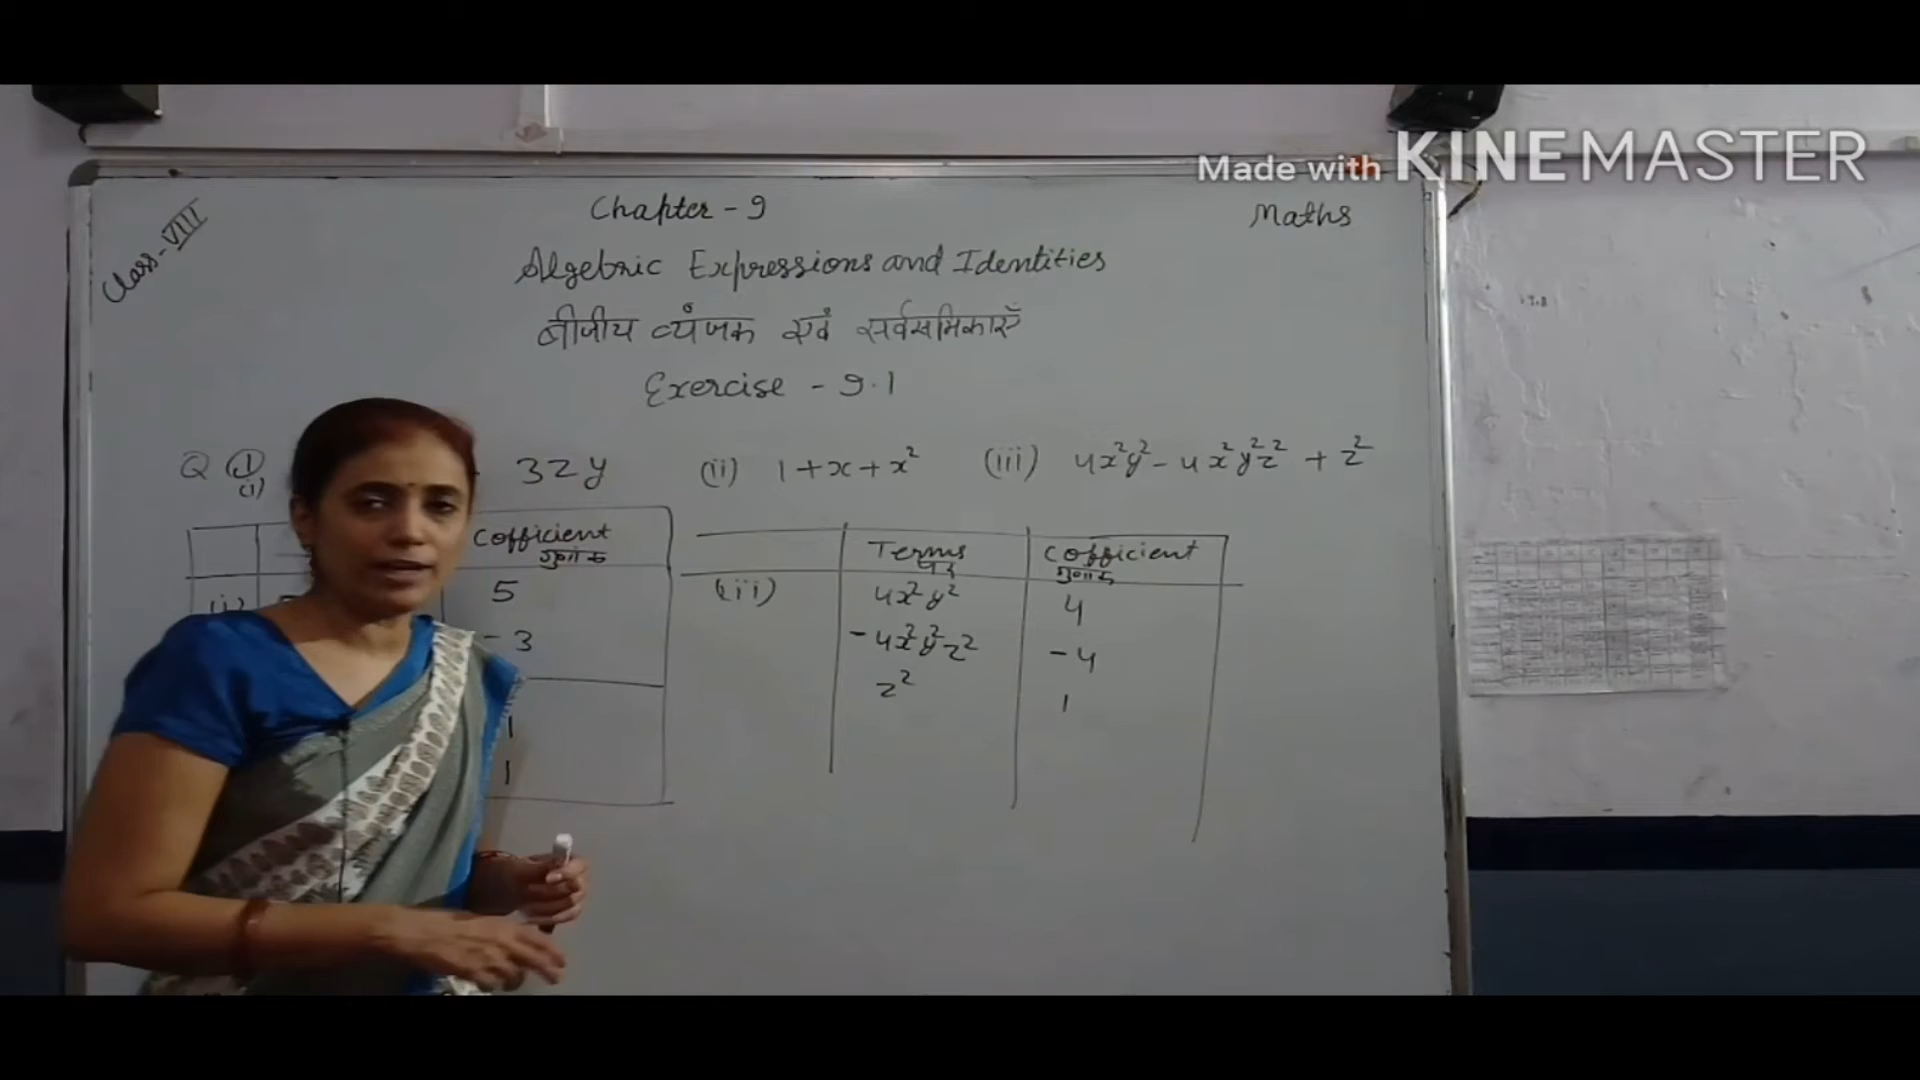 Made with KINEMASTER
Class-VIII
Chapter - 9
Maths
Algebric Expressions and Identities
बीजीय व्यंजक एवं सर्वसमिकाएँ
Exercise - 9.1
Q ① 3zy (ii) 1+x+x² (iii) 4x²y² - 4x²y²z² + z²
(i)
Cofficient
गुणांक
5
-3
1
1
Terms Cofficient
पद गुणांक
(iii) 4x²y² 4
-4x²y²z² -4
z² 1